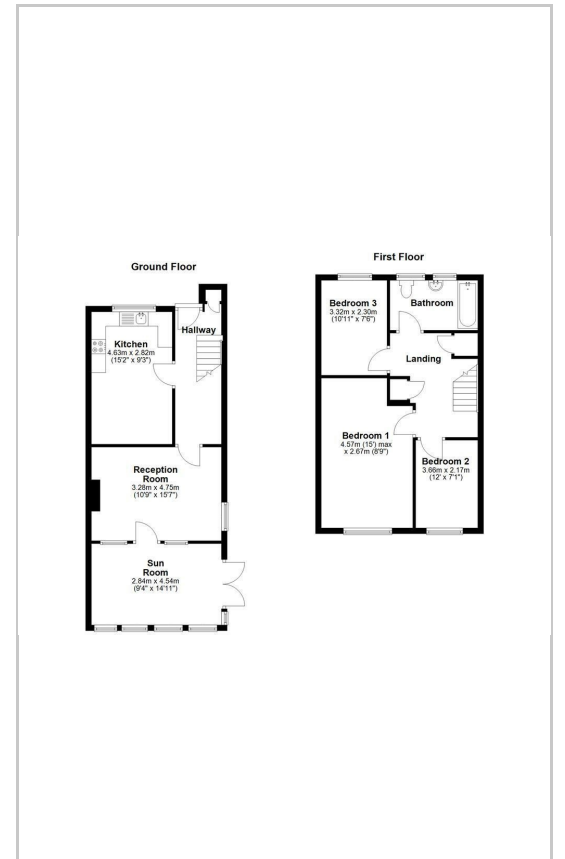 Ground Floor
Hallway
Kitchen
4.63m x 2.82m
(15'2" x 9'3")
Reception
Room
3.28m x 4.75m
(10'9" x 15'7")
Sun
Room
2.84m x 4.54m
(9'4" x 14'11")
First Floor
Bedroom 3
3.32m x 2.30m
(10'11" x 7'6")
Bathroom
Landing
Bedroom 1
4.57m (15') max
x 2.67m (8'9")
Bedroom 2
3.66m x 2.17m
(12' x 7'1")